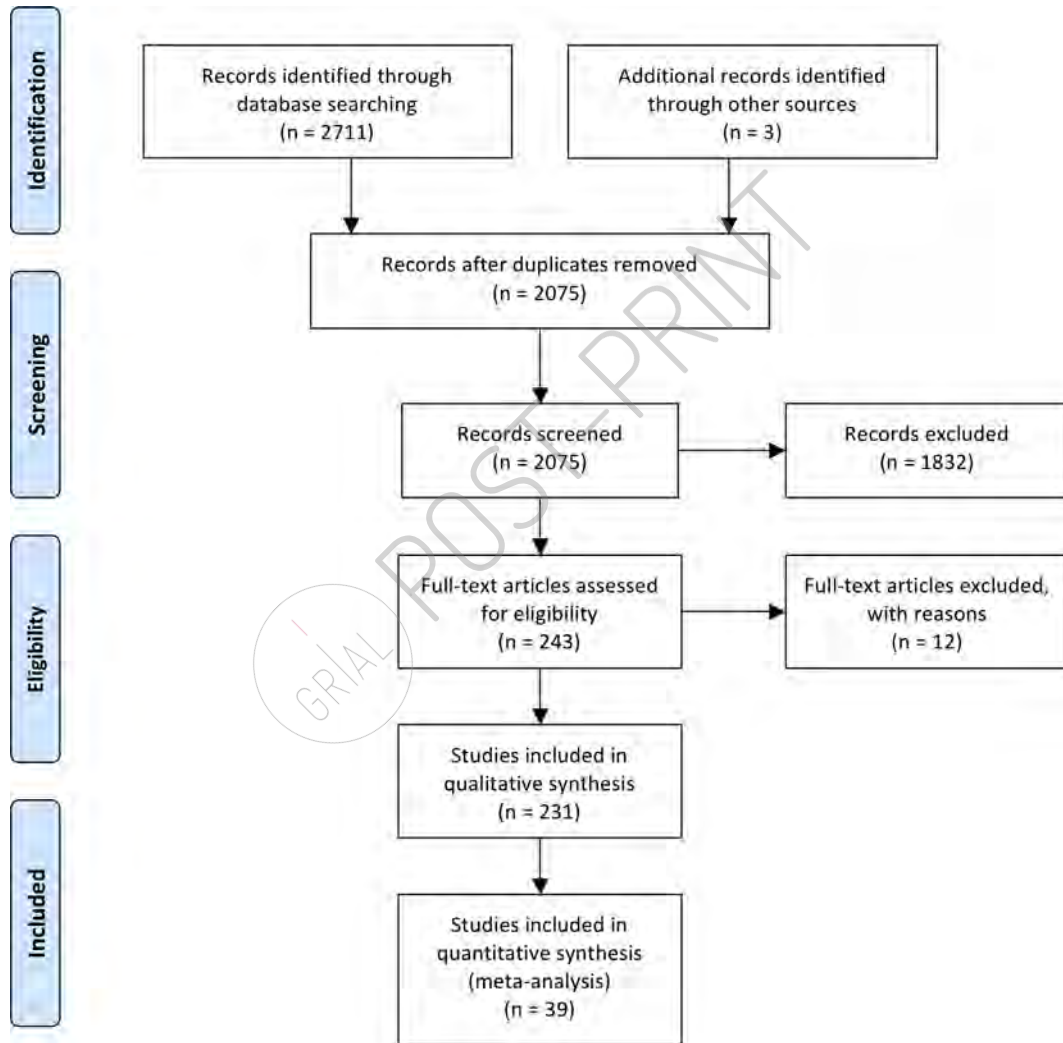 Identification
Records identified through
database searching
(n = 2711)
Additional records identified
through other sources
(n = 3)
Records after duplicates removed
(n = 2075)
Screening
Records screened
(n = 2075)
Records excluded
(n = 1832)
Eligibility
Full-text articles assessed
for eligibility
(n = 243)
Full-text articles excluded,
with reasons
(n = 12)
Studies included in
qualitative synthesis
(n = 231)
Included
Studies included in
quantitative synthesis
(meta-analysis)
(n = 39)
GRIAL
POST-PRINT